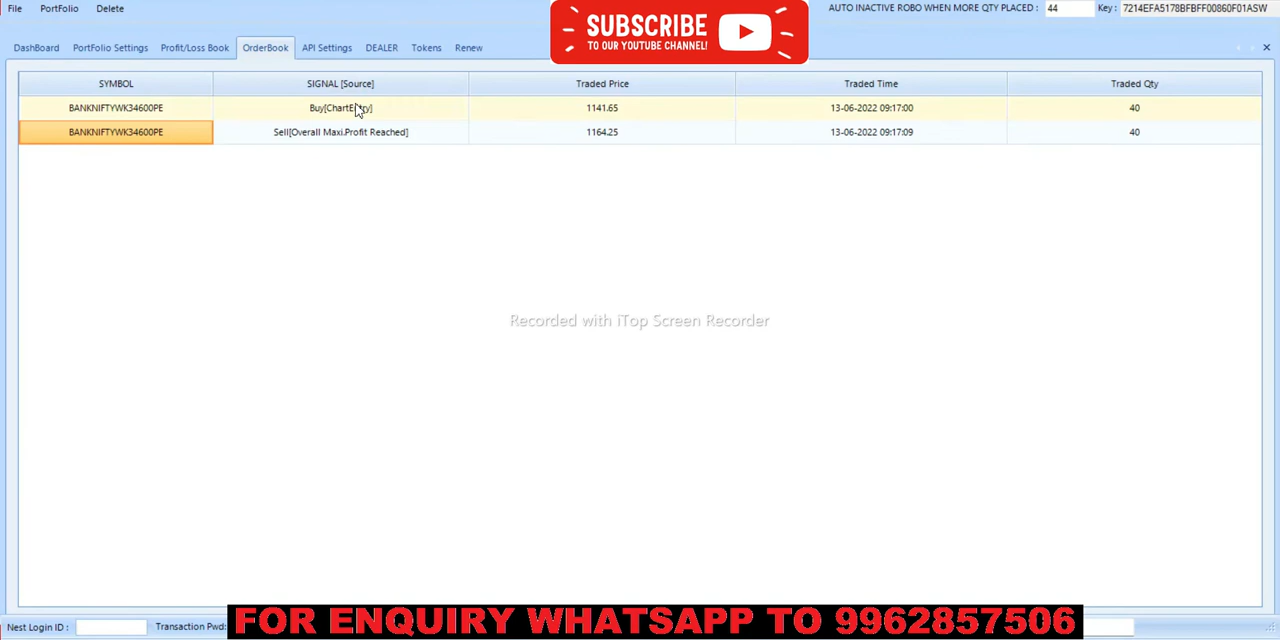 File PortFolio Delete
AUTO INACTIVE ROBO WHEN MORE QTY PLACED : 44 Key : 7214EFA5178BFBFF00860F01ASW
SUBSCRIBE
TO OUR YOUTUBE CHANNEL!
DashBoard PortFolio Settings Profit/Loss Book OrderBook API Settings DEALER Tokens Renew
SYMBOL SIGNAL [Source] Traded Price Traded Time Traded Qty
BANKNIFTYWK34600PE Buy[ChartEntry] 1141.65 13-06-2022 09:17:00 40
BANKNIFTYWK34600PE Sell[Overall Maxi.Profit Reached] 1164.25 13-06-2022 09:17:09 40
Recorded with iTop Screen Recorder
Nest Login ID : Transaction Pwd:
FOR ENQUIRY WHATSAPP TO 9962857506